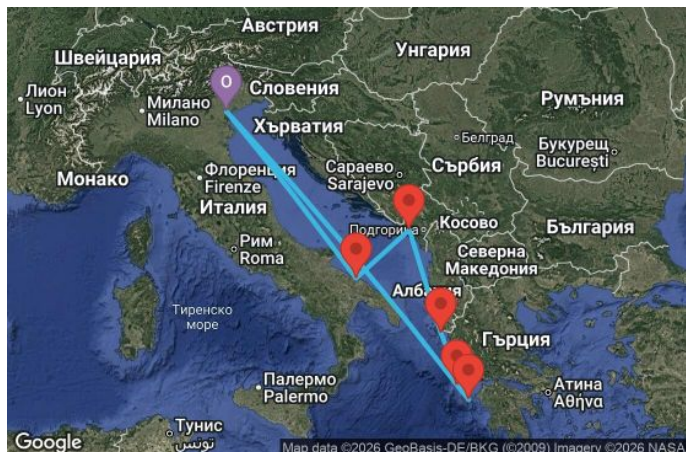 Австрия
Швейцария
Унгария
Лион
Lyon
Словения
Милано
Milano
Румъния
Хърватия
Белград
Букурещ
București
Монако
Флоренция
Firenze
Сараево
Sarajevo
Сърбия
Италия
Рим
Roma
Подгорица
Косово
България
Северна
Македония
Албания
Тиренско
море
Гърция
Палермо
Palermo
Атина
Αθήνα
Тунис
تونس
Google
Map data ©2026 GeoBasis-DE/BKG (©2009) Imagery ©2026 NASA
O